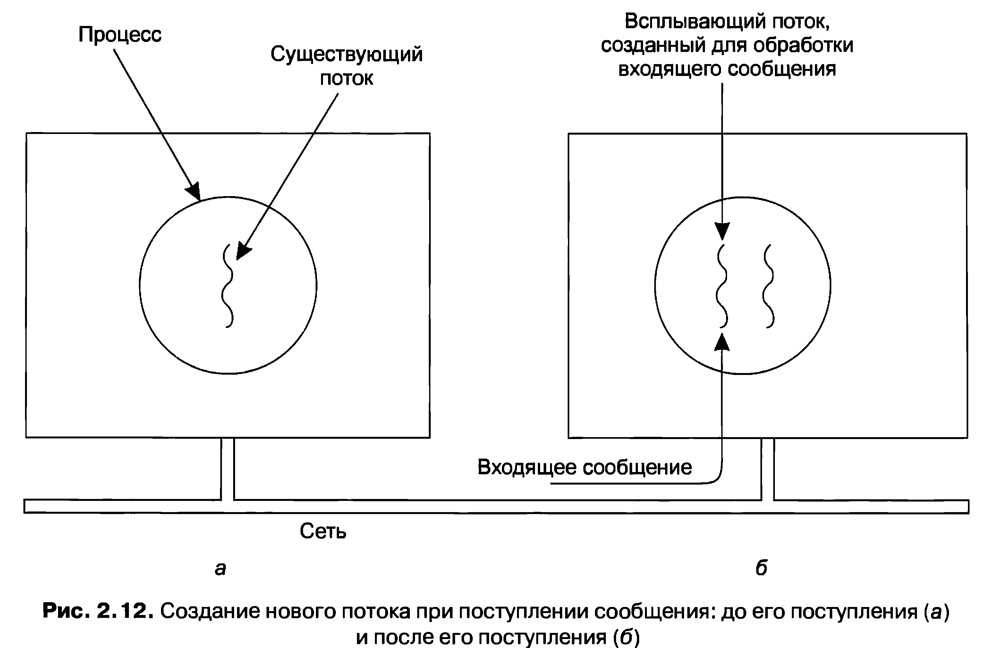 Процесс
Существующий
поток
Всплывающий поток,
созданный для обработки
входящего сообщения
Входящее сообщение
Сеть
а
б
Рис. 2.12. Создание нового потока при поступлении сообщения: до его поступления (а)
и после его поступления (б)